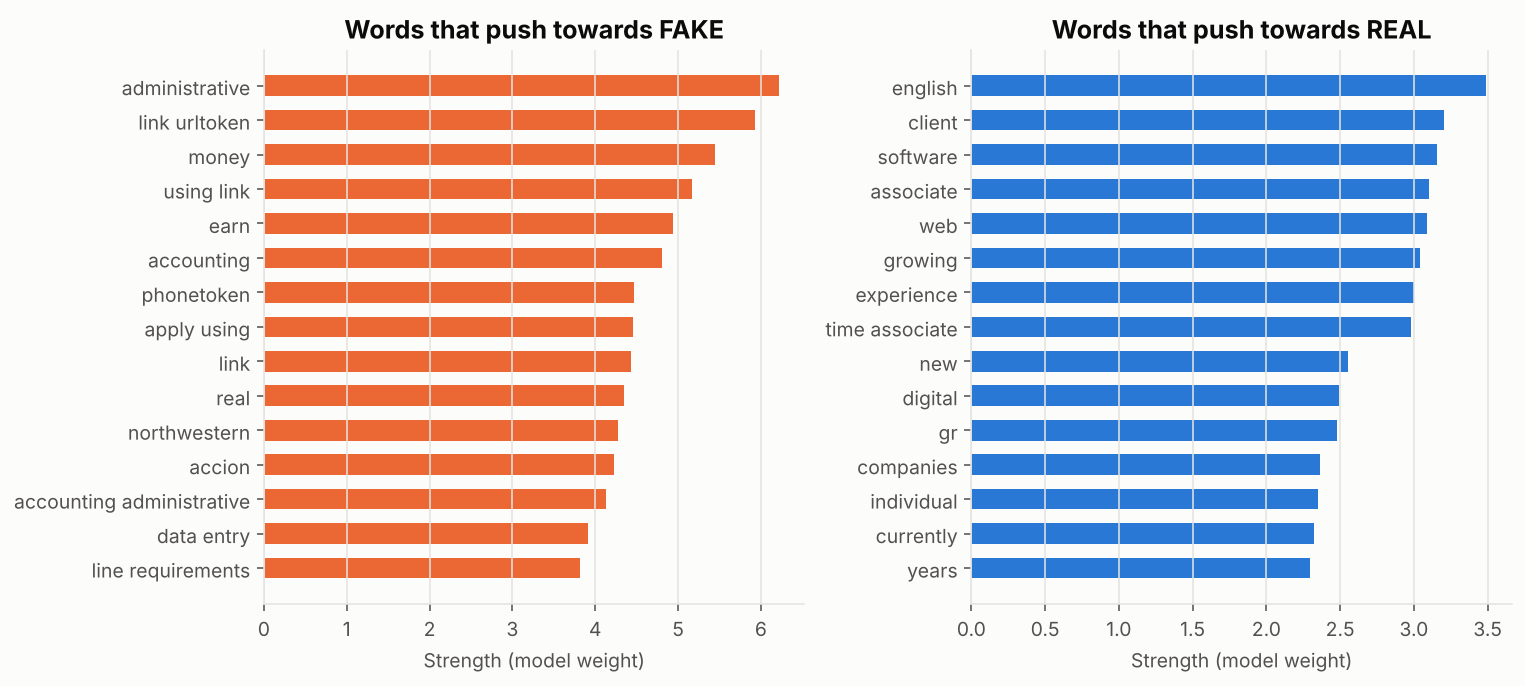 Words that push towards FAKE
administrative
link urltoken
money
using link
earn
accounting
phonetoken
apply using
link
real
northwestern
accion
accounting administrative
data entry
line requirements
0 1 2 3 4 5 6
Strength (model weight)
Words that push towards REAL
english
client
software
associate
web
growing
experience
time associate
new
digital
gr
companies
individual
currently
years
0.0 0.5 1.0 1.5 2.0 2.5 3.0 3.5
Strength (model weight)